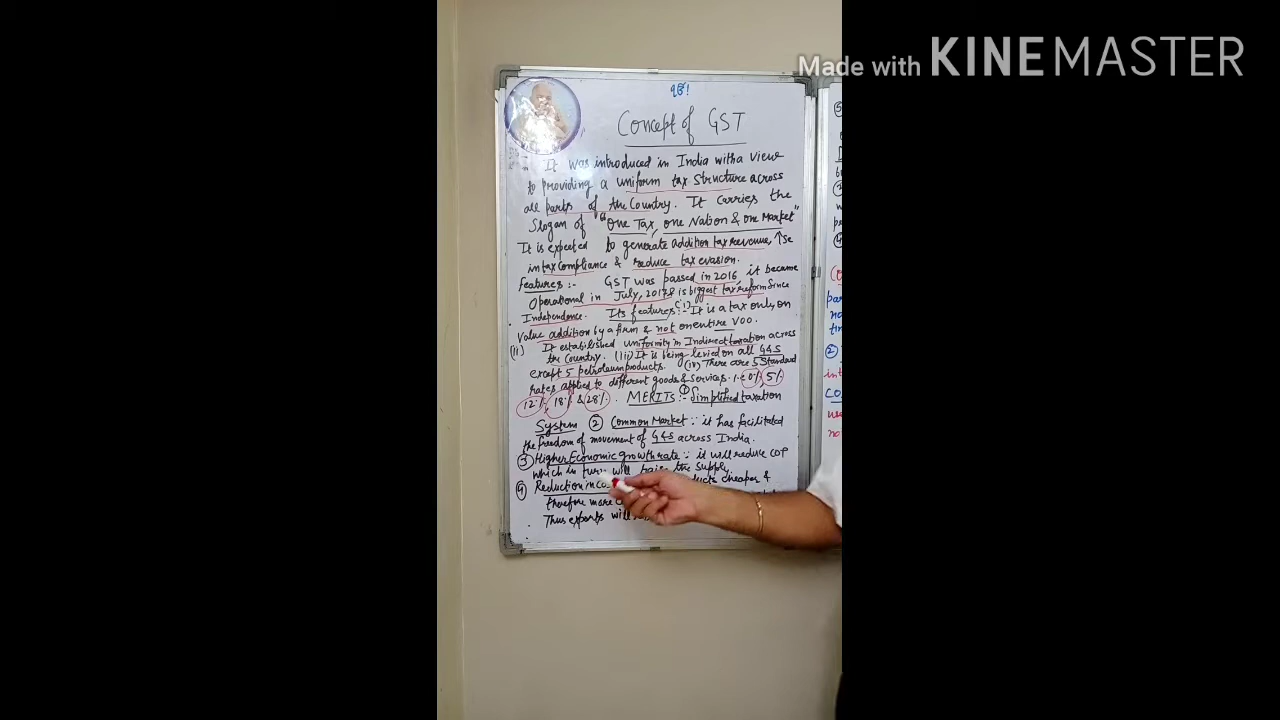 Made with KINEMASTER
Concept of GST
It was introduced in India with a view
to providing a uniform tax structure across
all parts of the Country. It carries the
Slogan of "One Tax, one Nation & one Market"
It is expected to generate addition tax revenue, ↑se
in tax compliance & reduce tax evasion.
features :- GST was passed in 2016, it became
Operational in July, 2017 & is biggest tax reform Since
Independence. Its features :- (i) It is a tax only on
value addition by a firm & not on entire VOO.
(ii) It established uniformity in Indirect taxation across
the Country. (iii) It is being levied on all G&S
except 5 petroleum products. (iv) There are 5 Standard
rates applied to different goods & Services. i.e 0%, 5%
12%, 18% & 28%. MERITS :- ① Simplified taxation
System ② Common Market :- it has facilitated
the freedom of movement of G&S across India.
③ Higher Economic growth rate :- it will reduce COP
which in turn will raise the supply.
④ Reduction in products cheaper &
therefore more
Thus exports will